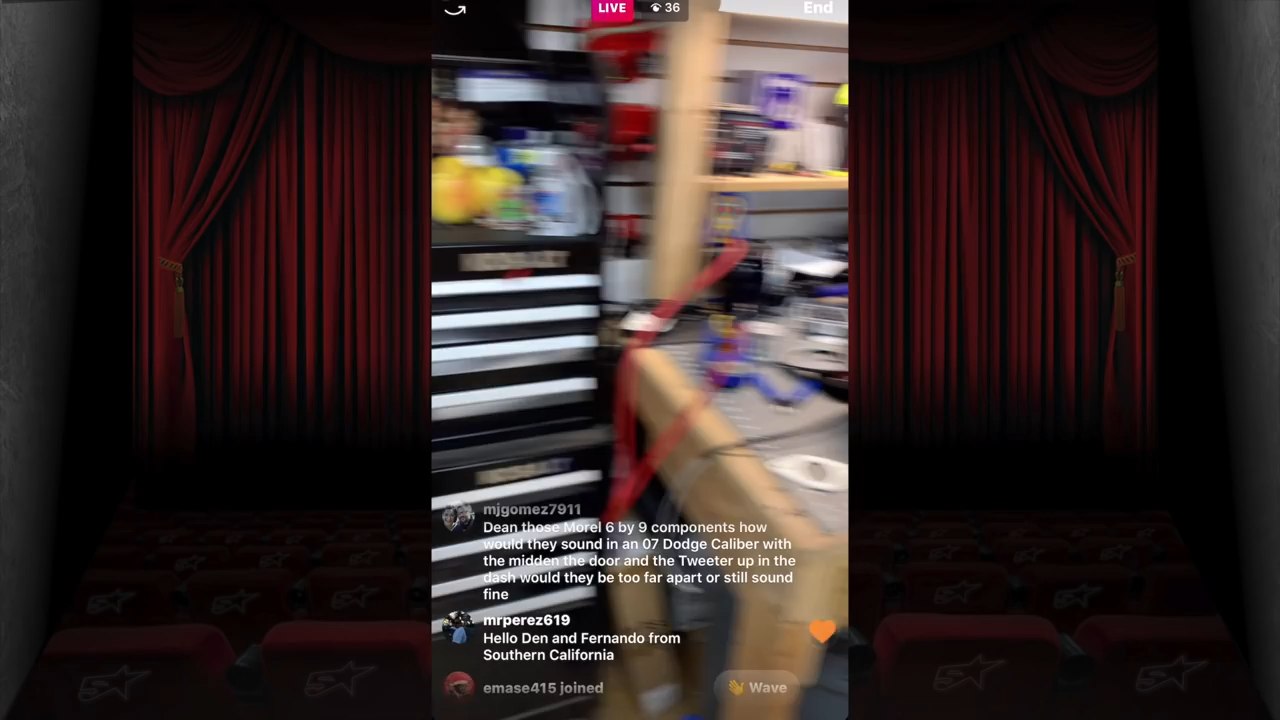 LIVE
36
End
mjgomez7911
Dean those Morel 6 by 9 components how
would they sound in an 07 Dodge Caliber with
the midden the door and the Tweeter up in the
dash would they be too far apart or still sound
fine
mrperez619
Hello Den and Fernando from
Southern California
emase415 joined
👋 Wave